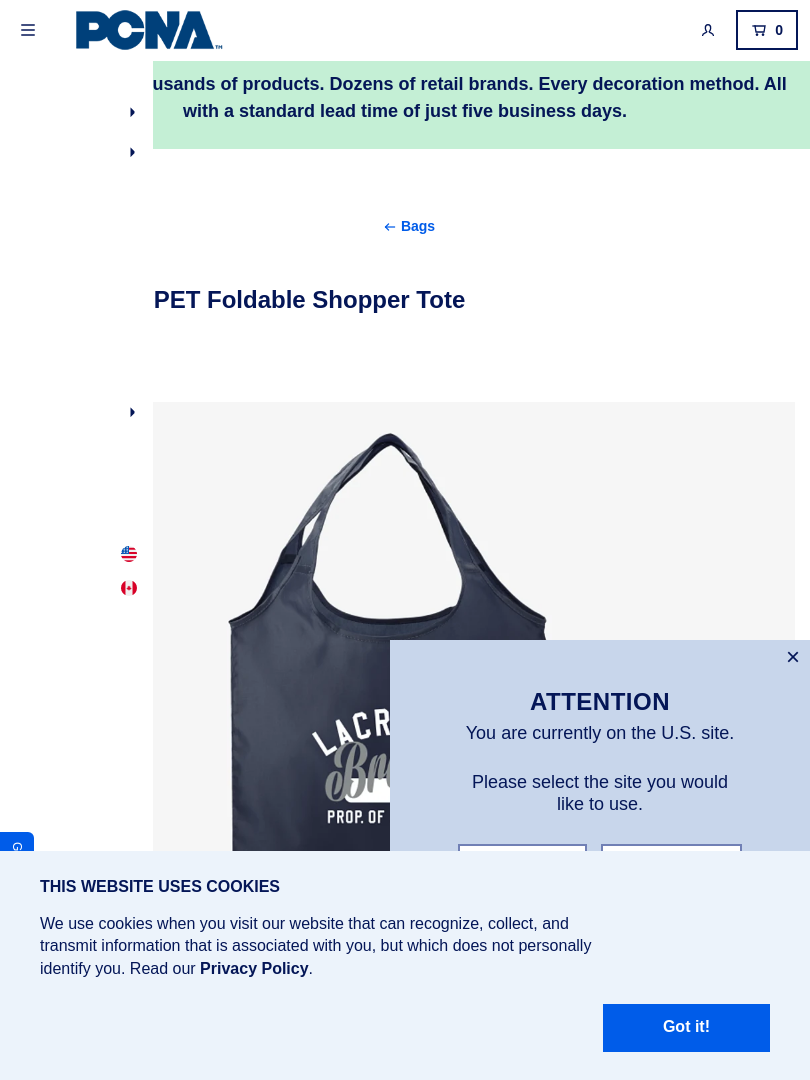 PCNA™
0
usands of products. Dozens of retail brands. Every decoration method. All
with a standard lead time of just five business days.
← Bags
PET Foldable Shopper Tote
PROP. OF
×
ATTENTION
You are currently on the U.S. site.
Please select the site you would
like to use.
G
THIS WEBSITE USES COOKIES
We use cookies when you visit our website that can recognize, collect, and
transmit information that is associated with you, but which does not personally
identify you. Read our Privacy Policy.
Got it!